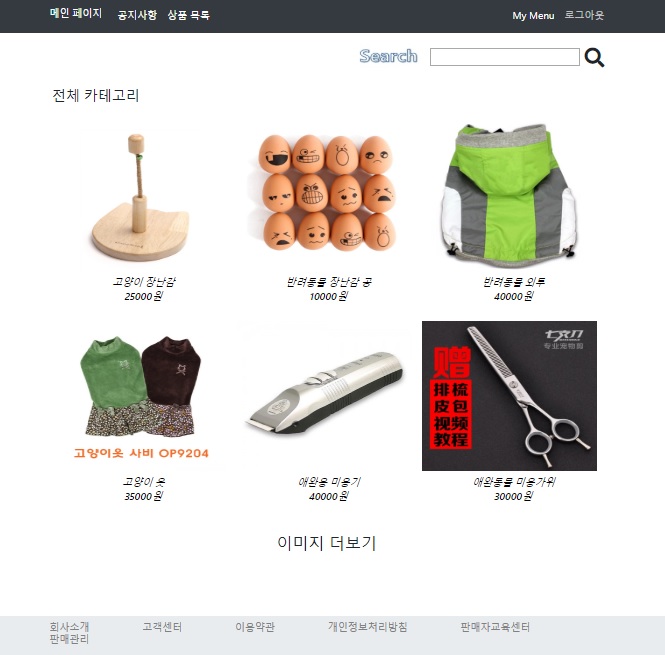 메인 페이지 공지사항 상품 목록 My Menu 로그아웃
Search
전체 카테고리
고양이 장난감
25000원
반려동물 장난감 공
10000원
반려동물 외투
40000원
고양이옷 사비 OP9204
고양이 옷
35000원
애완용 미용기
40000원
专业宠物剪
赠
排梳
皮包
视频
教程
애완동물 미용가위
30000원
이미지 더보기
회사소개 고객센터 이용약관 개인정보처리방침 판매자교육센터
판매관리